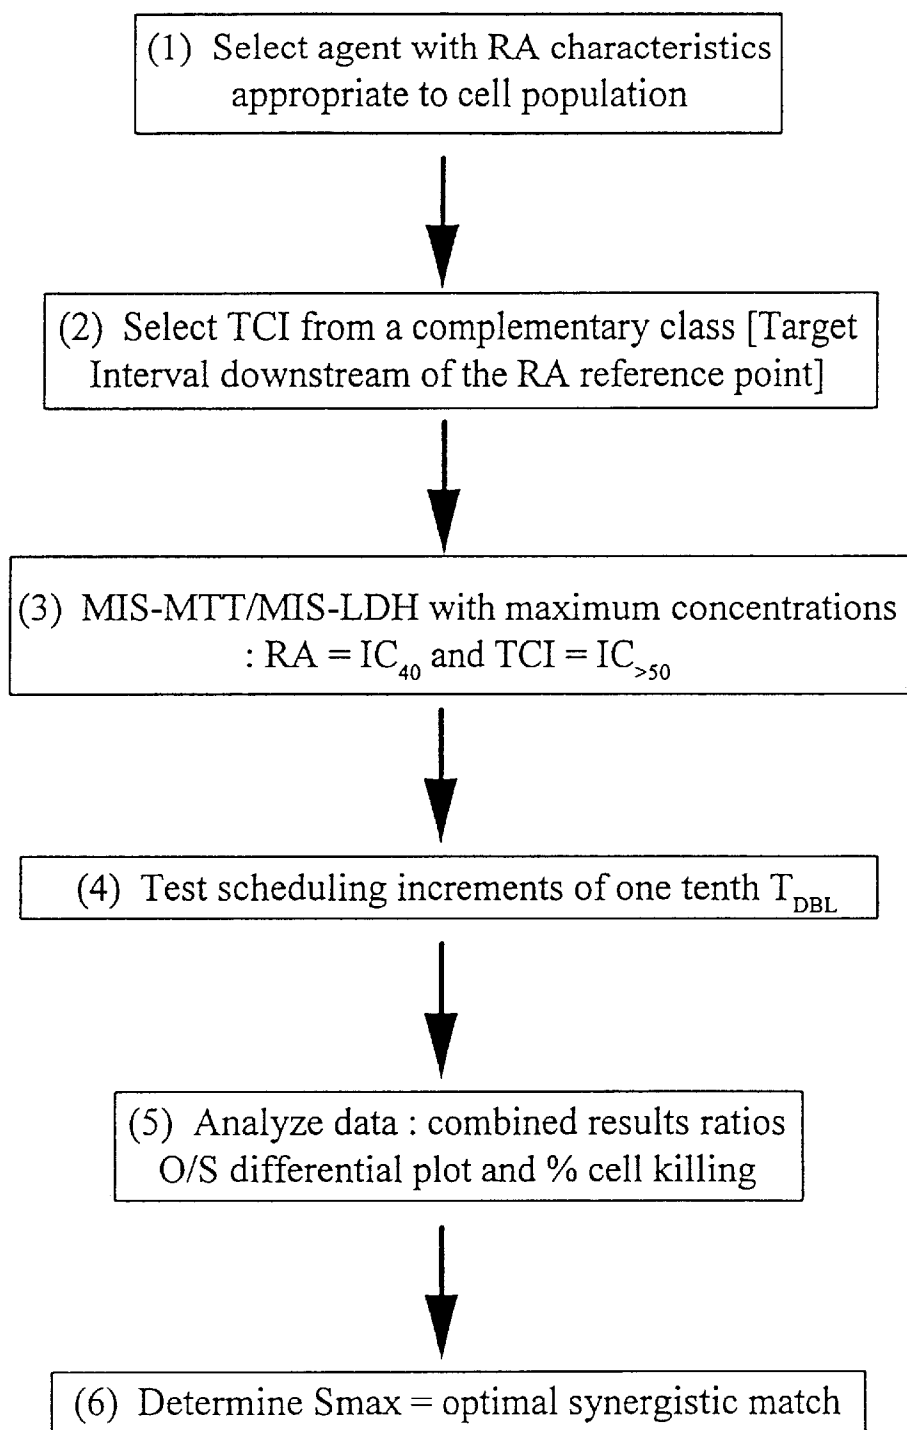 (1) Select agent with RA characteristics
appropriate to cell population
(2) Select TCI from a complementary class [Target
Interval downstream of the RA reference point]
(3) MIS-MTT/MIS-LDH with maximum concentrations
: RA = IC40 and TCI = IC>50
(4) Test scheduling increments of one tenth TDBL
(5) Analyze data : combined results ratios
O/S differential plot and % cell killing
(6) Determine Smax = optimal synergistic match